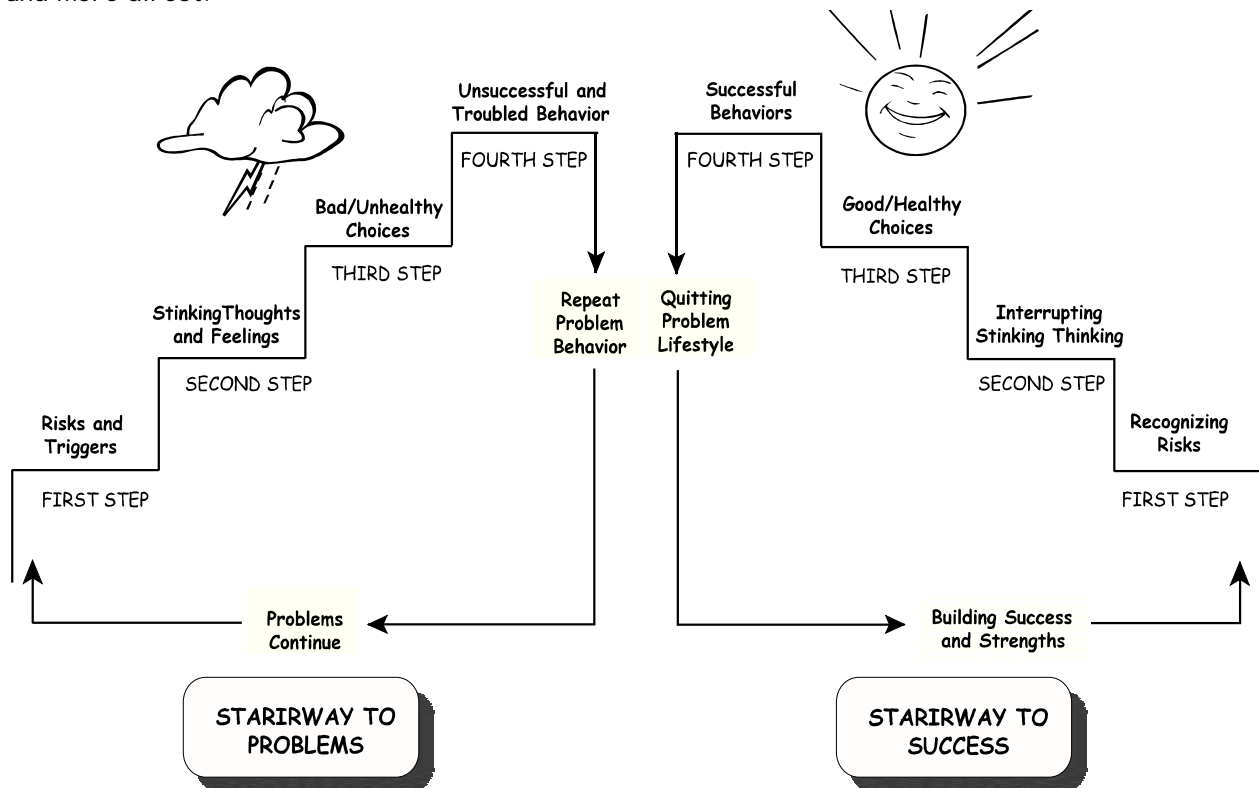 Unsuccessful and
Troubled Behavior
FOURTH STEP
Bad/Unhealthy
Choices
THIRD STEP
StinkingThoughts
and Feelings
SECOND STEP
Risks and
Triggers
FIRST STEP
Repeat
Problem
Behavior
Problems
Continue
STARIRWAY TO
PROBLEMS
Successful
Behaviors
FOURTH STEP
Good/Healthy
Choices
THIRD STEP
Interrupting
Stinking Thinking
SECOND STEP
Recognizing
Risks
FIRST STEP
Quitting
Problem
Lifestyle
Building Success
and Strengths
STARIRWAY TO
SUCCESS